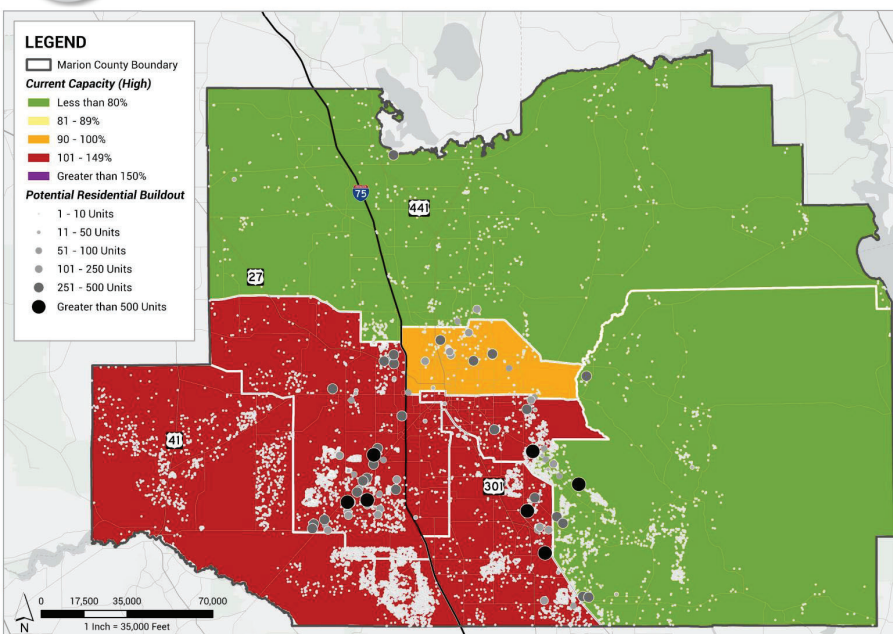 LEGEND
Marion County Boundary
Current Capacity (High)
Less than 80%
81 - 89%
90 - 100%
101 - 149%
Greater than 150%
Potential Residential Buildout
1 - 10 Units
11 - 50 Units
51 - 100 Units
101 - 250 Units
251 - 500 Units
Greater than 500 Units
75
441
27
41
301
N
0 17,500 35,000 70,000
1 Inch = 35,000 Feet